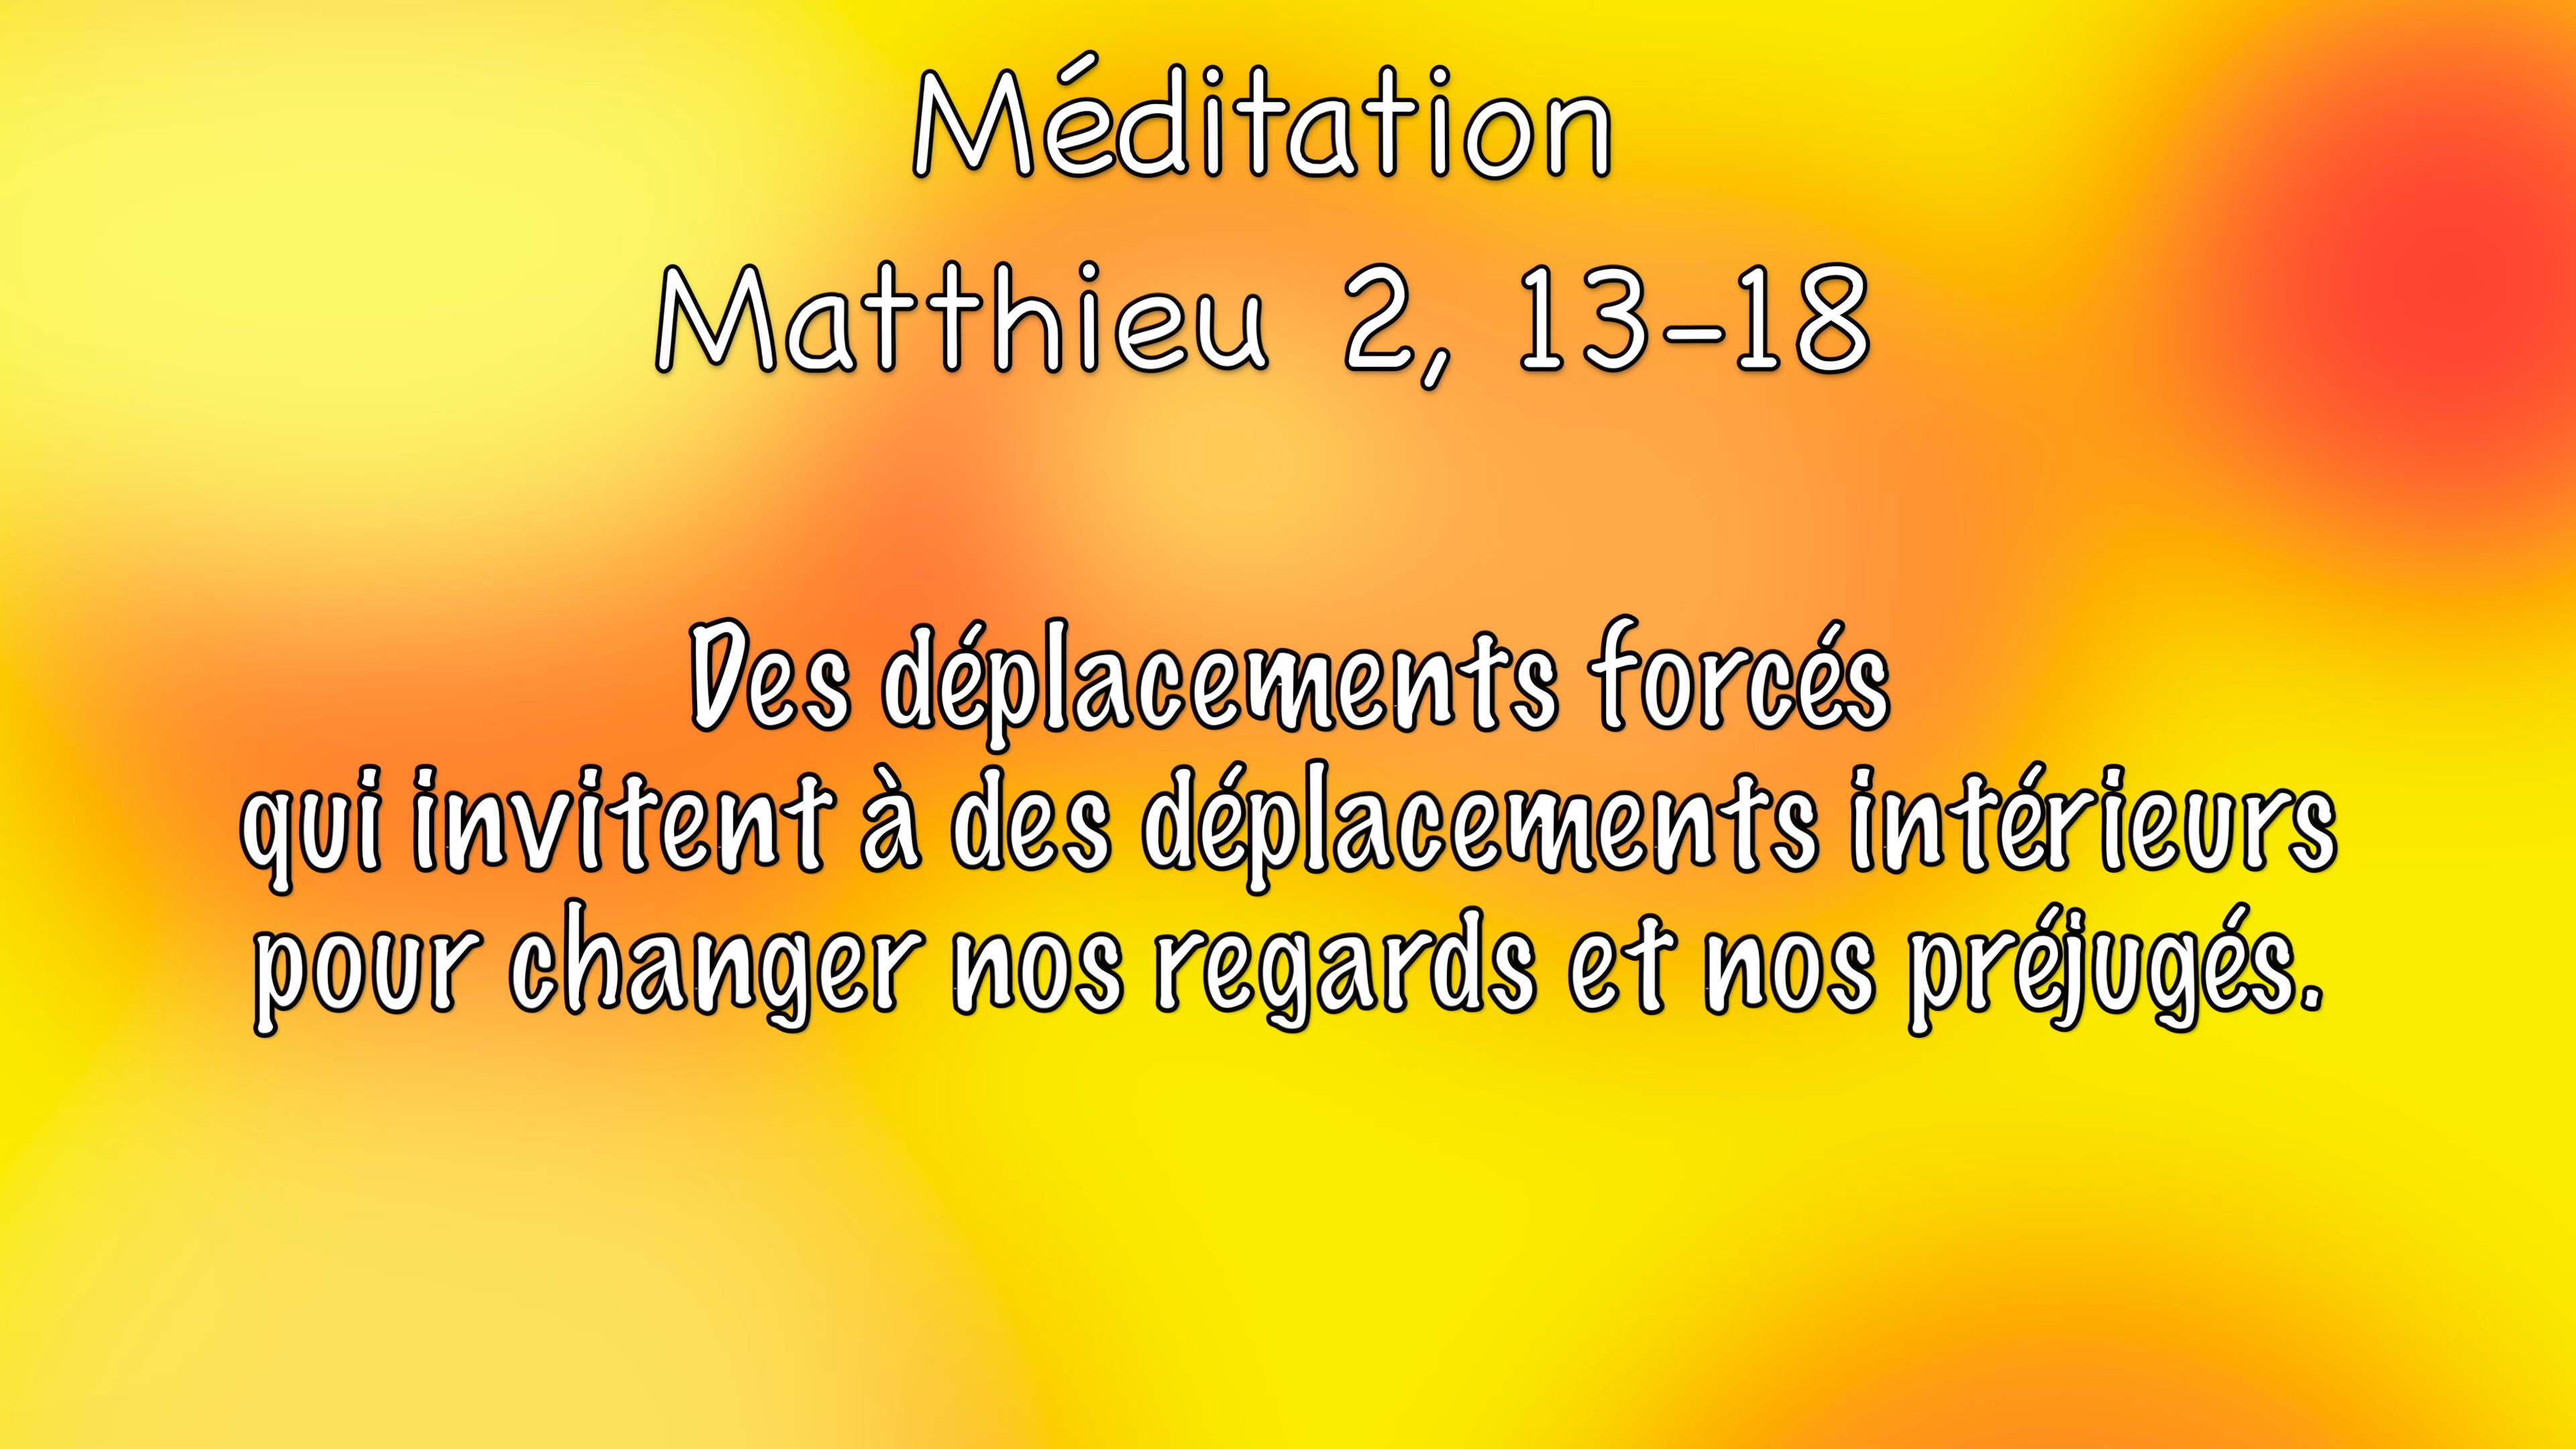 Méditation
Matthieu 2, 13-18
Des déplacements forcés
qui invitent à des déplacements intérieurs
pour changer nos regards et nos préjugés.